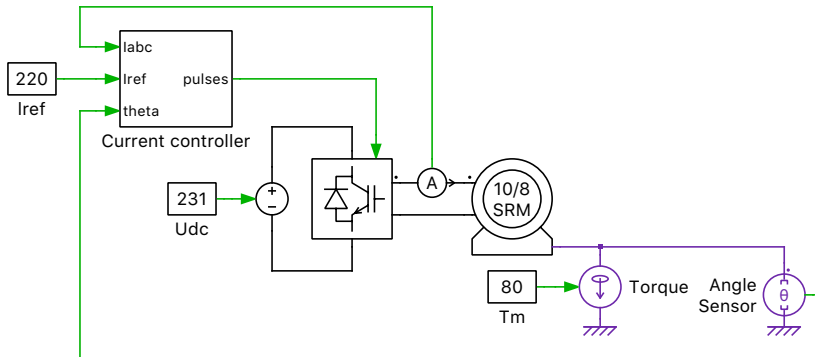 Iabc
220
Iref
pulses
Iref
theta
Current controller
A
10/8
SRM
231
+
−
Udc
80
Tm
Torque
Angle
Sensor
θ